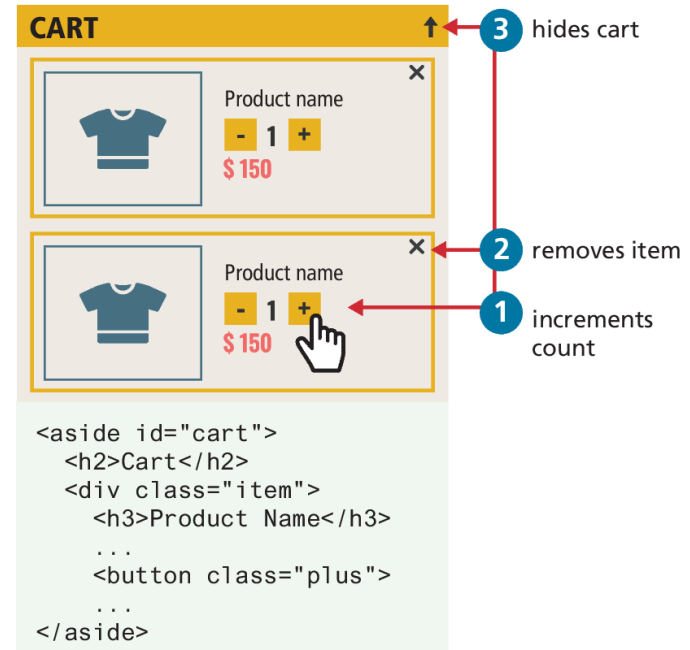 CART
3 hides cart
Product name
- 1 +
$ 150
2 removes item
Product name
- 1 +
$ 150
1 increments
count
<aside id="cart">
<h2>Cart</h2>
<div class="item">
<h3>Product Name</h3>
...
<button class="plus">
...
</aside>